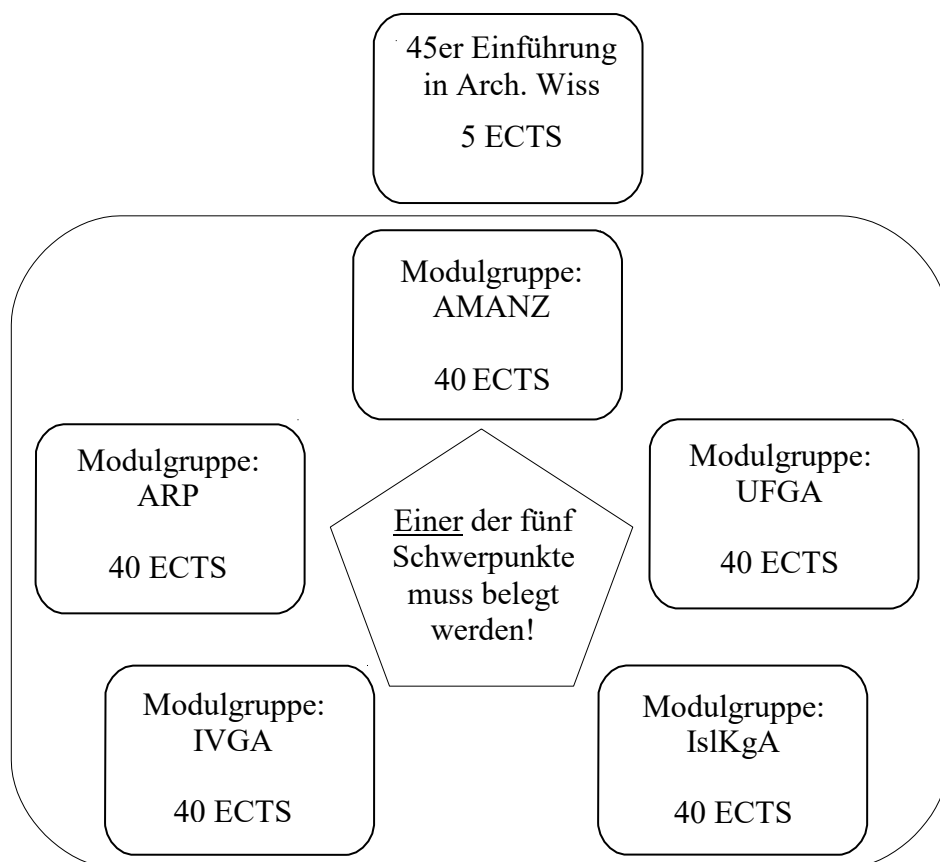 45er Einführung
in Arch. Wiss
5 ECTS
Modulgruppe:
AMANZ
40 ECTS
Modulgruppe:
ARP
40 ECTS
Einer der fünf
Schwerpunkte
muss belegt
werden!
Modulgruppe:
UFGA
40 ECTS
Modulgruppe:
IVGA
40 ECTS
Modulgruppe:
IslKgA
40 ECTS